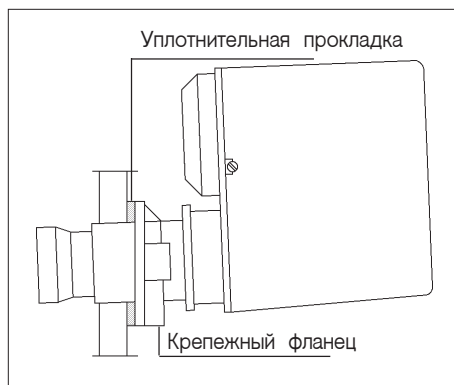 Уплотнительная прокладка
Крепежный фланец